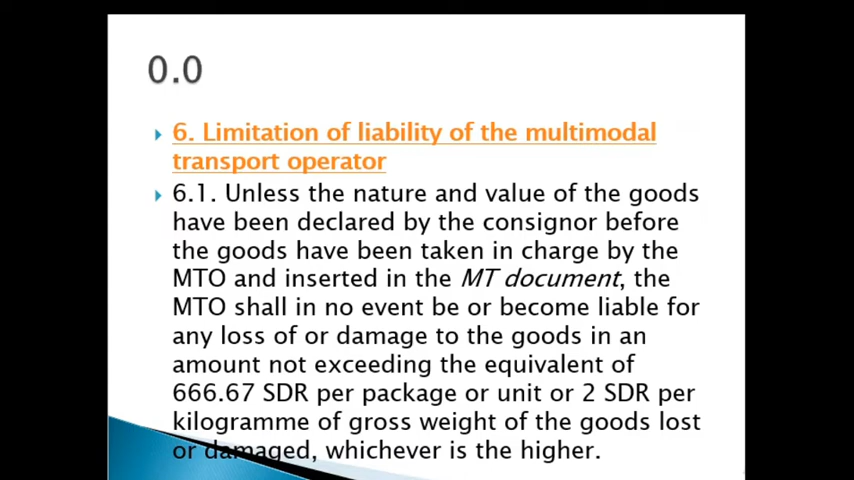 0.0
6. Limitation of liability of the multimodal
transport operator
6.1. Unless the nature and value of the goods
have been declared by the consignor before
the goods have been taken in charge by the
MTO and inserted in the MT document, the
MTO shall in no event be or become liable for
any loss of or damage to the goods in an
amount not exceeding the equivalent of
666.67 SDR per package or unit or 2 SDR per
kilogramme of gross weight of the goods lost
or damaged, whichever is the higher.